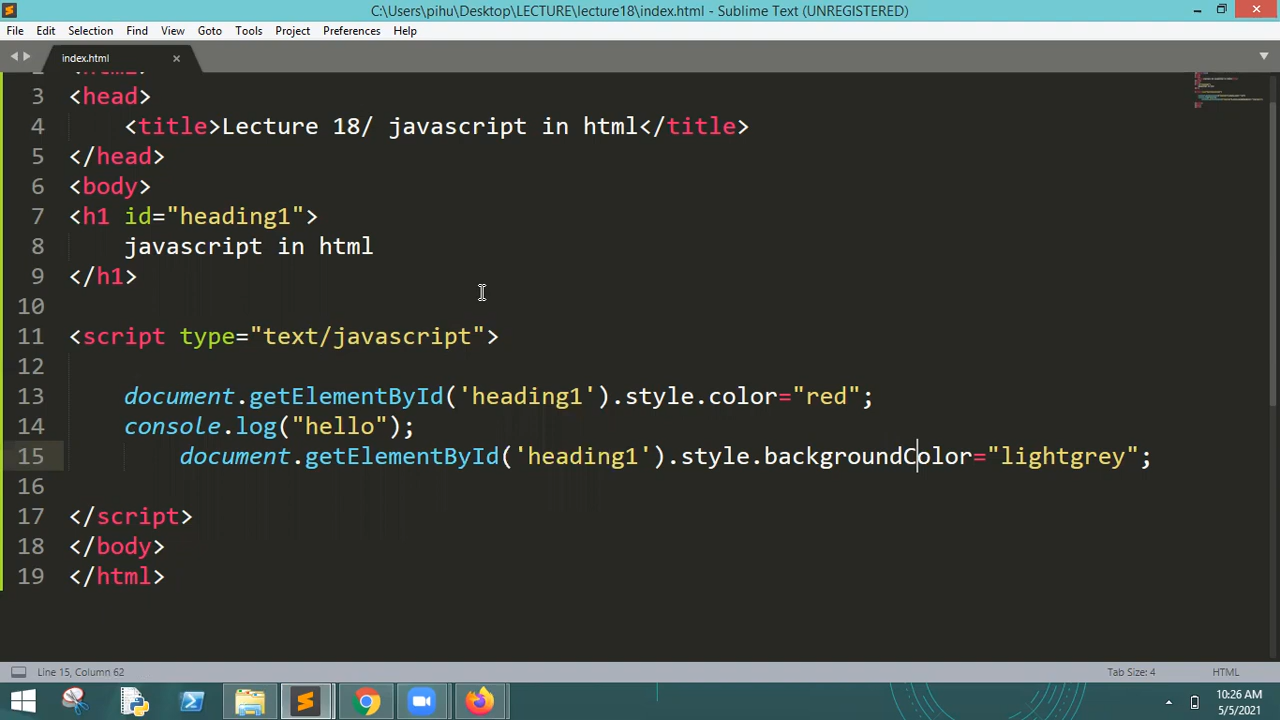 C:\Users\pihu\Desktop\LECTURE\lecture18\index.html - Sublime Text (UNREGISTERED)
File Edit Selection Find View Goto Tools Project Preferences Help
index.html
3 <head>
4 <title>Lecture 18/ javascript in html</title>
5 </head>
6 <body>
7 <h1 id="heading1">
8 javascript in html
9 </h1>
10
11 <script type="text/javascript">
12
13 document.getElementById('heading1').style.color="red";
14 console.log("hello");
15 document.getElementById('heading1').style.backgroundColor="lightgrey";
16
17 </script>
18 </body>
19 </html>
Line 15, Column 62 Tab Size: 4 HTML
10:26 AM
5/5/2021